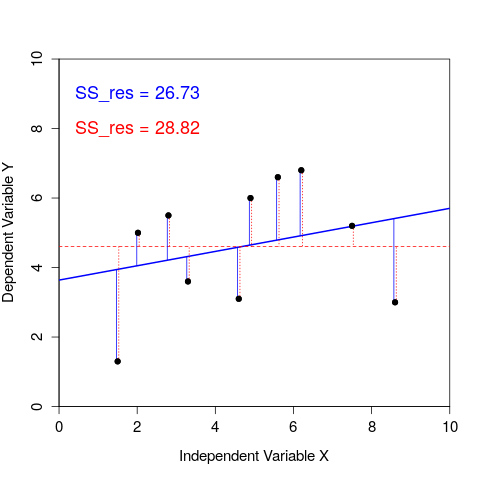 SS_res = 26.73
SS_res = 28.82
Dependent Variable Y
0
2
4
6
8
10
0 2 4 6 8 10
Independent Variable X